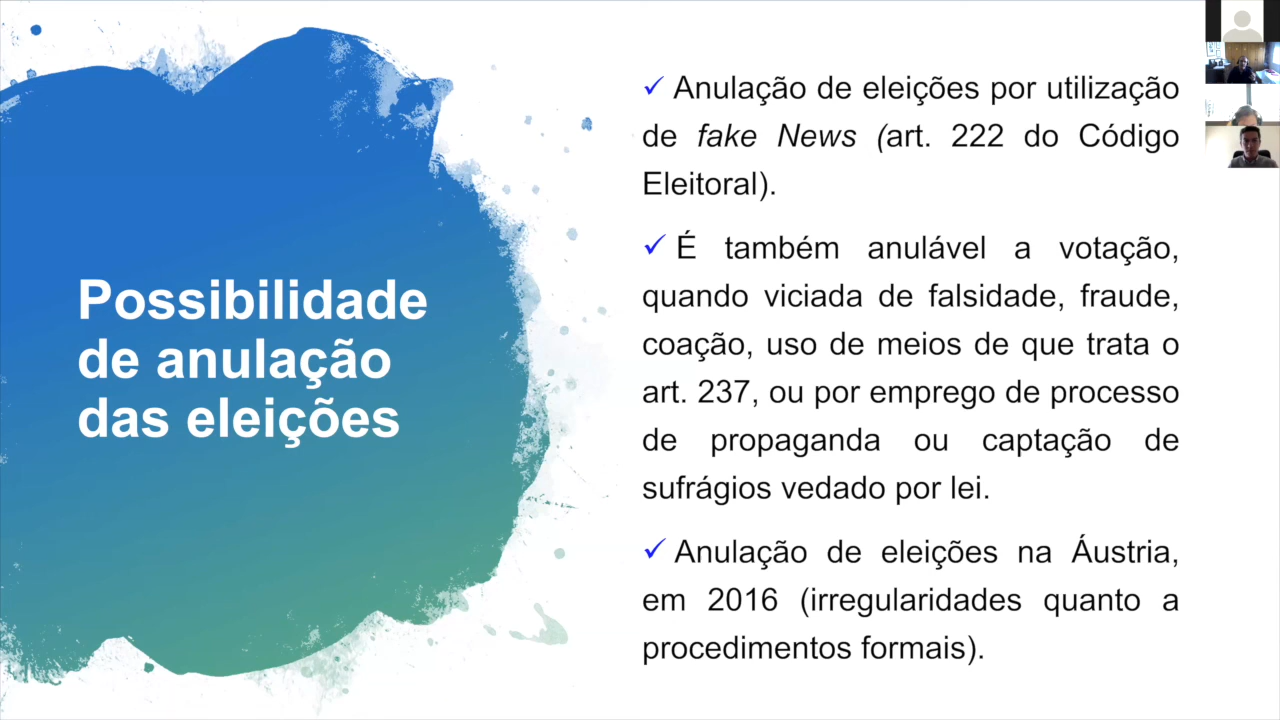 Possibilidade
de anulação
das eleições
✓ Anulação de eleições por utilização
de fake News (art. 222 do Código
Eleitoral).
✓ É também anulável a votação,
quando viciada de falsidade, fraude,
coação, uso de meios de que trata o
art. 237, ou por emprego de processo
de propaganda ou captação de
sufrágios vedado por lei.
✓ Anulação de eleições na Áustria,
em 2016 (irregularidades quanto a
procedimentos formais).